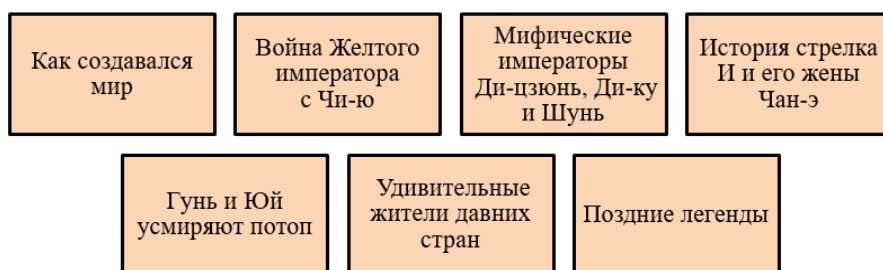 Как создавался
мир
Война Желтого
императора
с Чи-ю
Мифические
императоры
Ди-цзюнь, Ди-ку
и Шунь
История стрелка
И и его жены
Чан-э
Гунь и Юй
усмиряют потоп
Удивительные
жители давних
стран
Поздние легенды